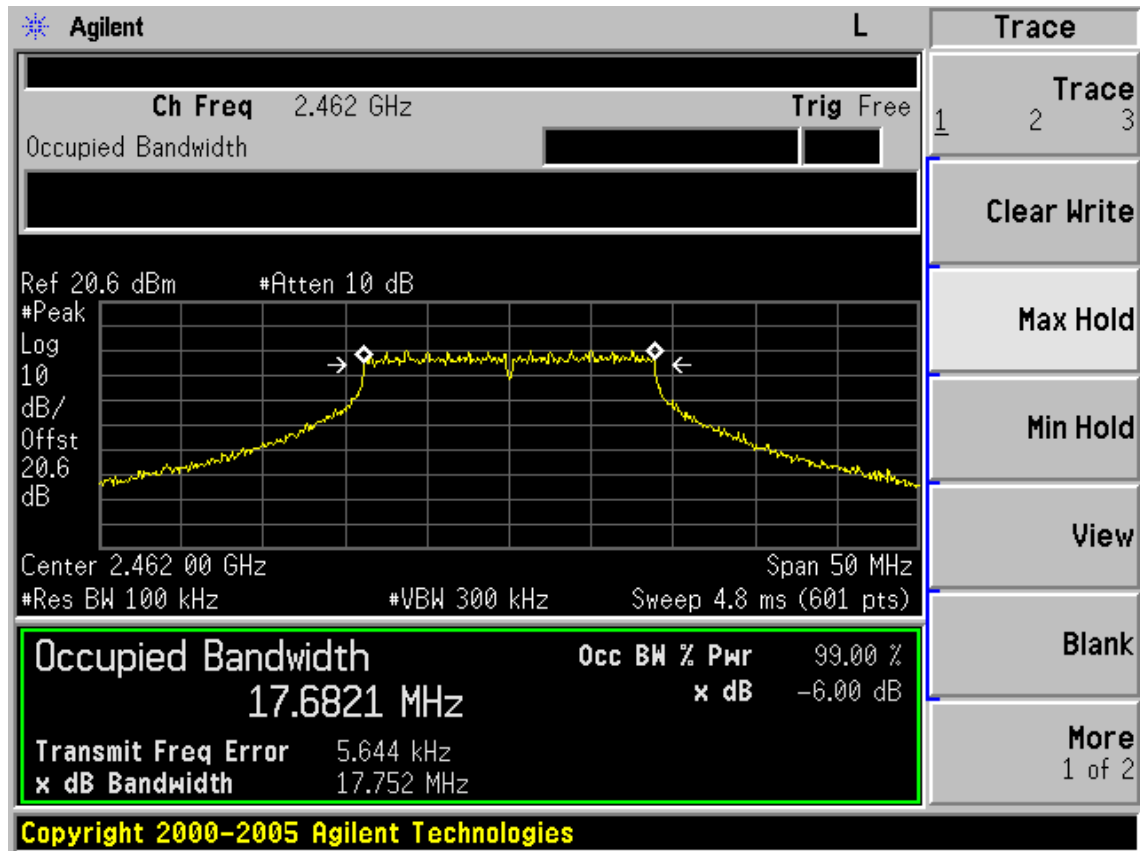 Agilent L
Ch Freq 2.462 GHz Trig Free
Occupied Bandwidth
Ref 20.6 dBm #Atten 10 dB
#Peak
Log
10
dB/
Offst
20.6
dB
Center 2.462 00 GHz Span 50 MHz
#Res BW 100 kHz #VBW 300 kHz Sweep 4.8 ms (601 pts)
Occupied Bandwidth
17.6821 MHz
Occ BW % Pwr 99.00 %
x dB -6.00 dB
Transmit Freq Error 5.644 kHz
x dB Bandwidth 17.752 MHz
Copyright 2000-2005 Agilent Technologies
Trace
Trace
1 2 3
Clear Write
Max Hold
Min Hold
View
Blank
More
1 of 2